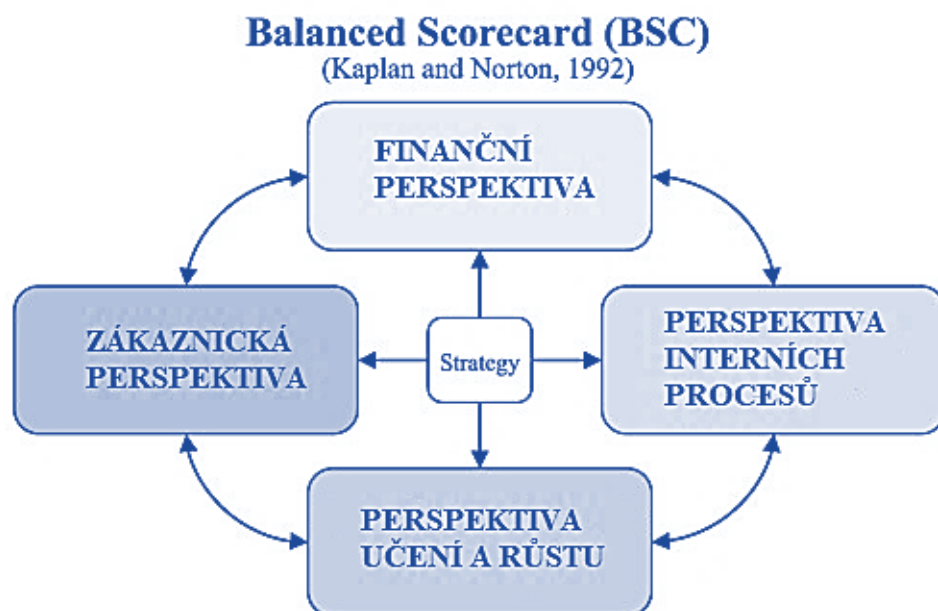 Balanced Scorecard (BSC)
(Kaplan and Norton, 1992)
FINANČNÍ
PERSPEKTIVA
ZÁKAZNICKÁ
PERSPEKTIVA
Strategy
PERSPEKTIVA
INTERNÍCH
PROCESŮ
PERSPEKTIVA
UČENÍ A RŮSTU